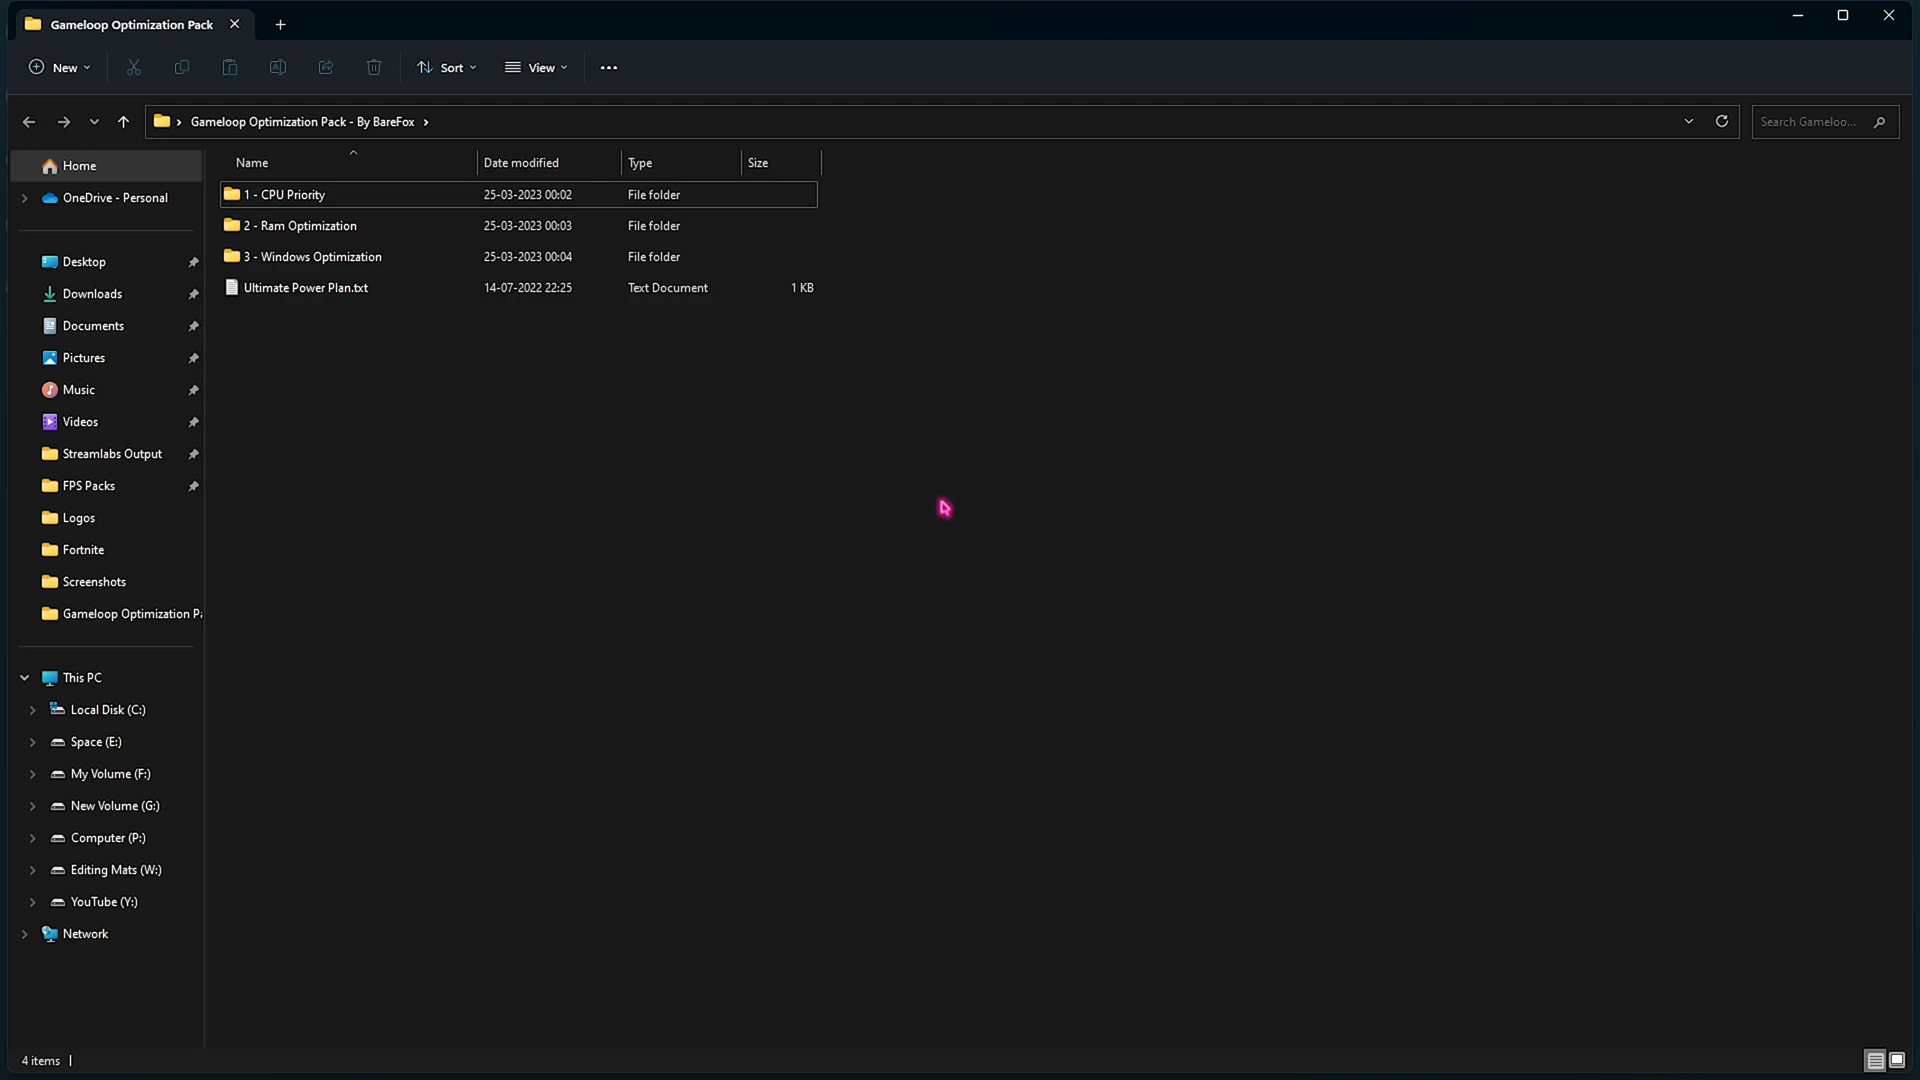 Gameloop Optimization Pack
New
Sort
View
Gameloop Optimization Pack - By BareFox
Search Gameloo...
Name Date modified Type Size
1 - CPU Priority 25-03-2023 00:02 File folder
2 - Ram Optimization 25-03-2023 00:03 File folder
3 - Windows Optimization 25-03-2023 00:04 File folder
Ultimate Power Plan.txt 14-07-2022 22:25 Text Document 1 KB
Home
OneDrive - Personal
Desktop
Downloads
Documents
Pictures
Music
Videos
Streamlabs Output
FPS Packs
Logos
Fortnite
Screenshots
Gameloop Optimization Pa
This PC
Local Disk (C:)
Space (E:)
My Volume (F:)
New Volume (G:)
Computer (P:)
Editing Mats (W:)
YouTube (Y:)
Network
4 items